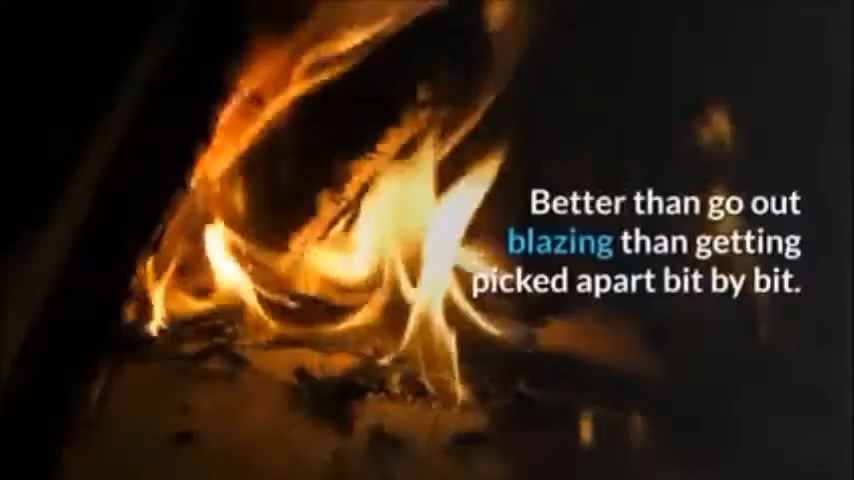 Better than go out
blazing than getting
picked apart bit by bit.